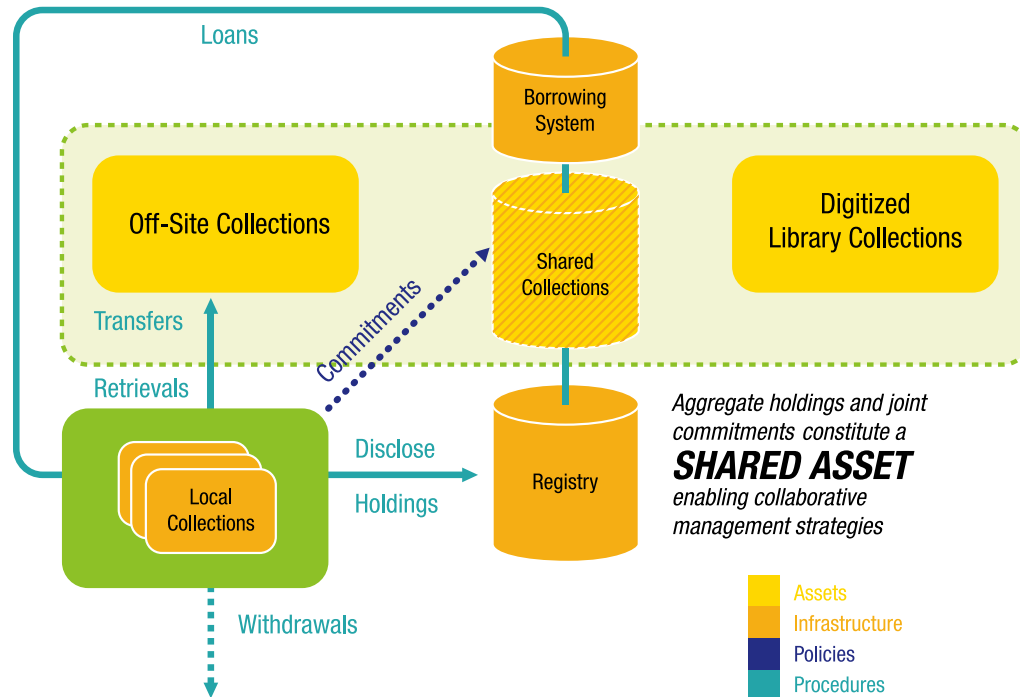 Loans
Borrowing
System
Off-Site Collections
Digitized
Library Collections
Shared
Collections
Commitments
Transfers
Retrievals
Aggregate holdings and joint
commitments constitute a
SHARED ASSET
enabling collaborative
management strategies
Disclose
Holdings
Registry
Local
Collections
Withdrawals
Assets
Infrastructure
Policies
Procedures